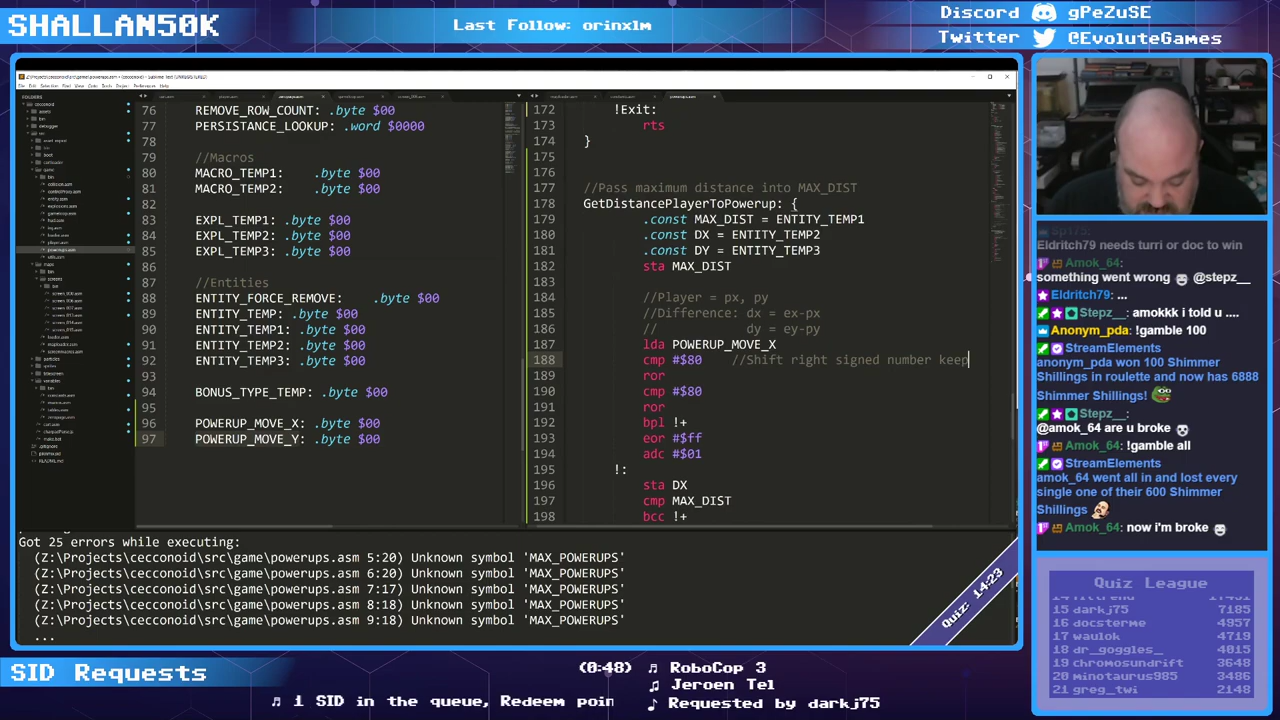 SHALLAN50K
Last Follow: orinxlm
Discord gPeZuSE
Twitter @EvoluteGames
76 REMOVE_ROW_COUNT: .byte $00
77 PERSISTANCE_LOOKUP: .word $0000
78
79 //Macros
80 MACRO_TEMP1: .byte $00
81 MACRO_TEMP2: .byte $00
82
83 EXPL_TEMP1: .byte $00
84 EXPL_TEMP2: .byte $00
85 EXPL_TEMP3: .byte $00
86
87 //Entities
88 ENTITY_FORCE_REMOVE: .byte $00
89 ENTITY_TEMP: .byte $00
90 ENTITY_TEMP1: .byte $00
91 ENTITY_TEMP2: .byte $00
92 ENTITY_TEMP3: .byte $00
93
94 BONUS_TYPE_TEMP: .byte $00
95
96 POWERUP_MOVE_X: .byte $00
97 POWERUP_MOVE_Y: .byte $00
172 !Exit:
173 rts
174 }
175
176
177 //Pass maximum distance into MAX_DIST
178 GetDistancePlayerToPowerup: {
179 .const MAX_DIST = ENTITY_TEMP1
180 .const DX = ENTITY_TEMP2
181 .const DY = ENTITY_TEMP3
182 sta MAX_DIST
183
184 //Player = px, py
185 //Difference: dx = ex-px
186 // dy = ey-py
187 lda POWERUP_MOVE_X
188 cmp #$80 //Shift right signed number keep
189 ror
190 cmp #$80
191 ror
192 bpl !+
193 eor #$ff
194 adc #$01
195 !:
196 sta DX
197 cmp MAX_DIST
198 bcc !+
Got 25 errors while executing:
(Z:\Projects\cecconoid\src\game\powerups.asm 5:20) Unknown symbol 'MAX_POWERUPS'
(Z:\Projects\cecconoid\src\game\powerups.asm 6:20) Unknown symbol 'MAX_POWERUPS'
(Z:\Projects\cecconoid\src\game\powerups.asm 7:17) Unknown symbol 'MAX_POWERUPS'
(Z:\Projects\cecconoid\src\game\powerups.asm 8:18) Unknown symbol 'MAX_POWERUPS'
(Z:\Projects\cecconoid\src\game\powerups.asm 9:18) Unknown symbol 'MAX_POWERUPS'
...
Quiz: 14:23
Eldritch79 needs turri or doc to win
Amok_64:
something went wrong @stepz__
Eldritch79: ...
Stepz__: amokkk i told u ....
Anonym_pda: !gamble 100
StreamElements
anonym_pda won 100 Shimmer
Shillings in roulette and now has 6888
Shimmer Shillings!
Stepz__:
@amok_64 are u broke
Amok_64: !gamble all
StreamElements
amok_64 went all in and lost every
single one of their 600 Shimmer
Shillings
Amok_64: now i'm broke
Quiz League
15 darkj75 7185
16 docsterme 4957
17 waulok 4719
18 dr_goggles_ 4015
19 chromosundrift 3648
20 minotaurus985 3486
21 greg_twi 2148
SID Requests
(0:48) RoboCop 3
Jeroen Tel
Requested by darkj75
1 SID in the queue, Redeem poin